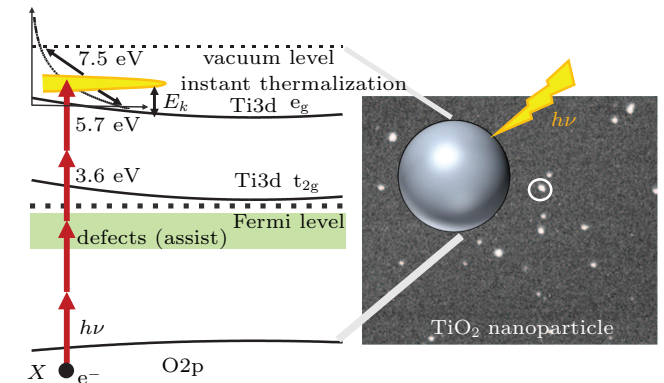 7.5 eV
vacuum level
instant thermalization
Eₖ
Ti3d e_g
5.7 eV
hν
3.6 eV
Ti3d t₂g
Fermi level
defects (assist)
hν
TiO₂ nanoparticle
O2p
X
e⁻